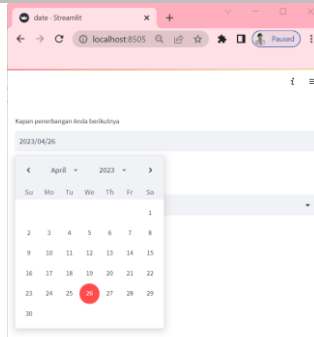 date · Streamlit
localhost:8505
Paused
Kapan penerbangan Anda berikutnya
2023/04/26
April 2023
Su Mo Tu We Th Fr Sa
1
2 3 4 5 6 7 8
9 10 11 12 13 14 15
16 17 18 19 20 21 22
23 24 25 26 27 28 29
30